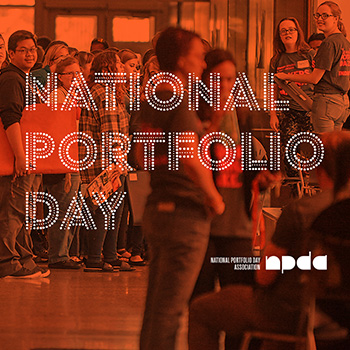 NATIONAL
PORTFOLIO
DAY
NATIONAL PORTFOLIO DAY
ASSOCIATION
npda